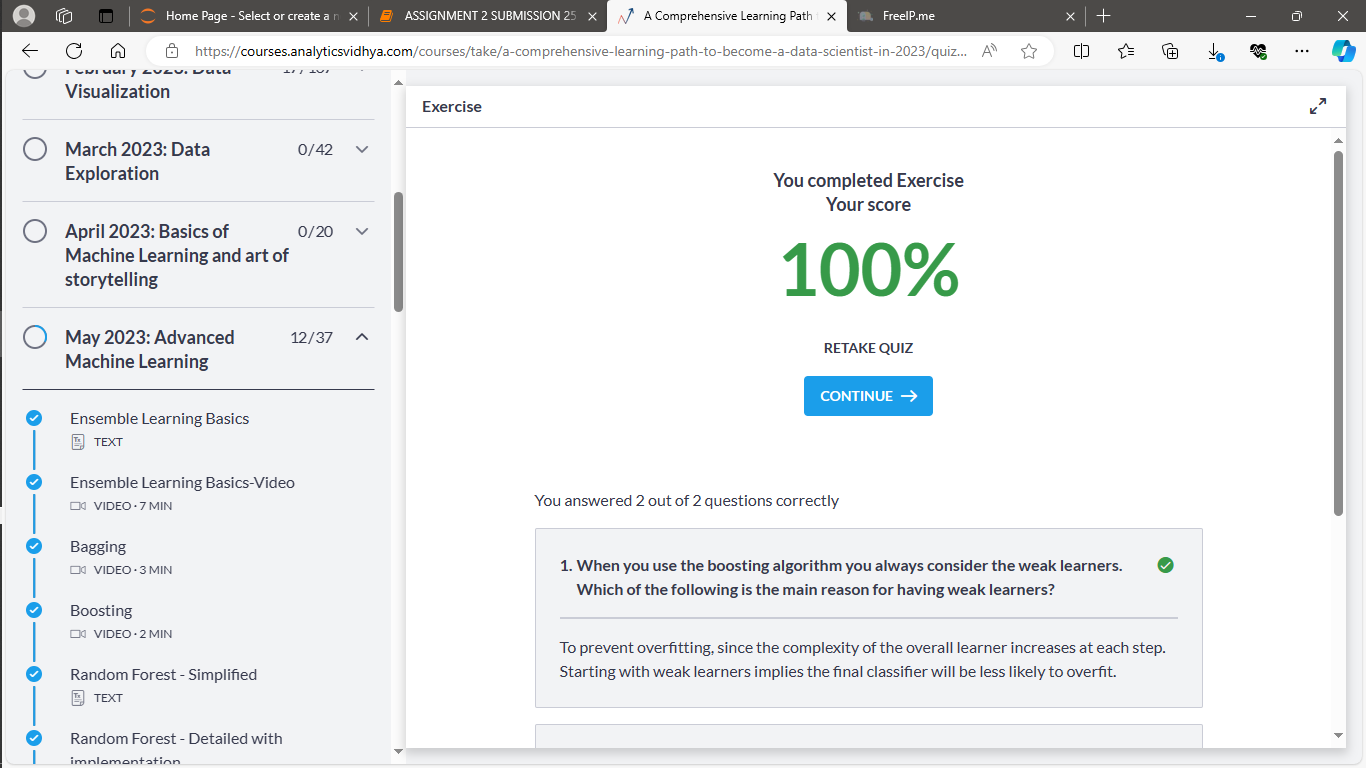 Home Page - Select or create a n
ASSIGNMENT 2 SUBMISSION 25
A Comprehensive Learning Path
FreeIP.me
https://courses.analyticsvidhya.com/courses/take/a-comprehensive-learning-path-to-become-a-data-scientist-in-2023/quiz...
February 2023: Data
Visualization
March 2023: Data
Exploration
0/42
April 2023: Basics of
Machine Learning and art of
storytelling
0/20
May 2023: Advanced
Machine Learning
12/37
Ensemble Learning Basics
TEXT
Ensemble Learning Basics-Video
VIDEO · 7 MIN
Bagging
VIDEO · 3 MIN
Boosting
VIDEO · 2 MIN
Random Forest - Simplified
TEXT
Random Forest - Detailed with
implementation
Exercise
You completed Exercise
Your score
100%
RETAKE QUIZ
CONTINUE →
You answered 2 out of 2 questions correctly
1. When you use the boosting algorithm you always consider the weak learners.
Which of the following is the main reason for having weak learners?
To prevent overfitting, since the complexity of the overall learner increases at each step.
Starting with weak learners implies the final classifier will be less likely to overfit.